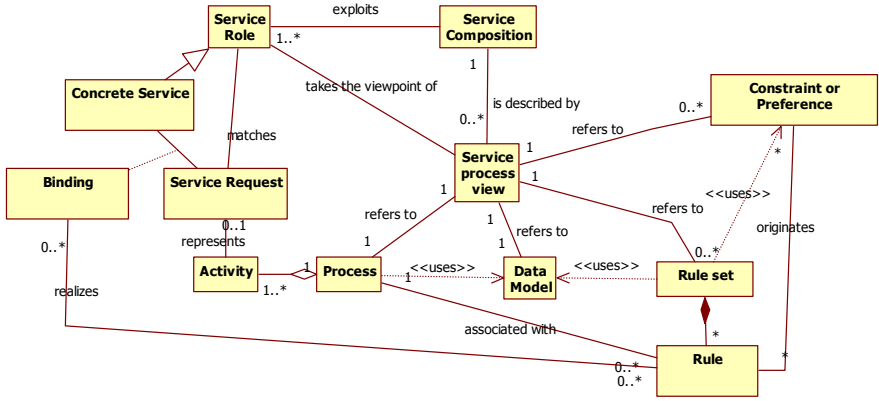 exploits
Service
Role
Service
Composition
1..*
1
Concrete Service
takes the viewpoint of
Constraint or
Preference
is described by
0..*
0..*
matches
refers to
1
*
Service
process
view
Binding
Service Request
1
1
<<uses>>
refers to
refers to
0..1
1
originates
0..*
represents
1
refers to
1
0..*
Activity
1
Process
<<uses>>
Data
Model
<<uses>>
Rule set
1..*
1
realizes
associated with
*
Rule
0..*
*
0..*